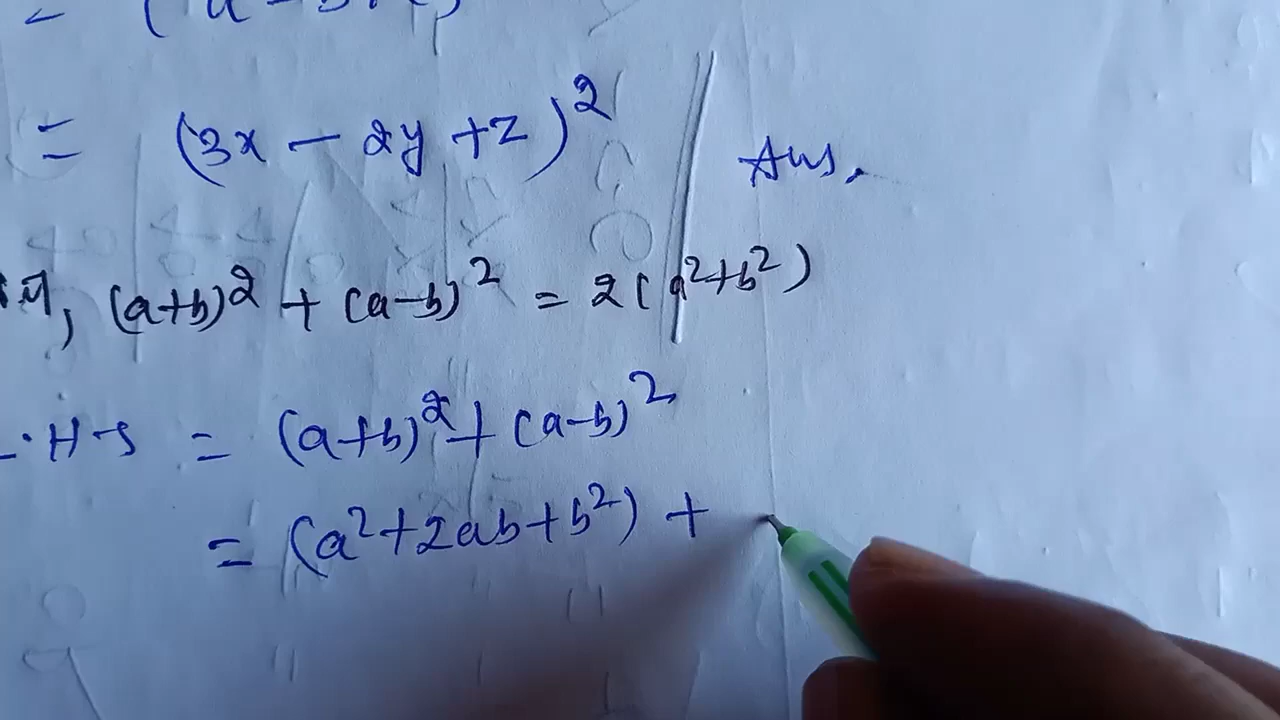 = (3x - 2y + z)² Ans.
(a+b)² + (a-b)² = 2(a²+b²)
L.H.S = (a+b)² + (a-b)²
= (a²+2ab+b²) +